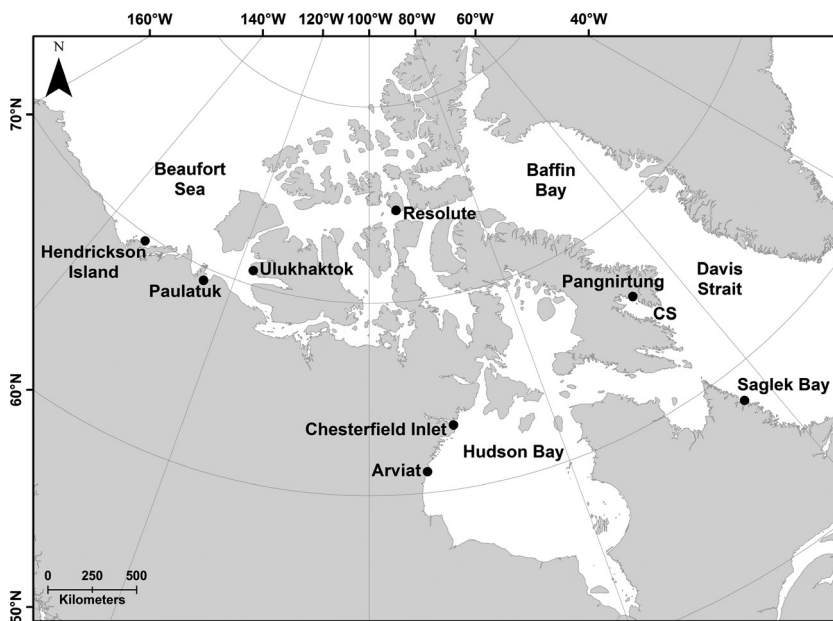 160°W 140°W 120°W 100°W 80°W 60°W 40°W
N
70°N
60°N
50°N
Beaufort
Sea
Baffin
Bay
Resolute
Hendrickson
Island
Ulukhaktok
Paulatuk
Pangnirtung
CS
Davis
Strait
Saglek Bay
Chesterfield Inlet
Hudson Bay
Arviat
0 250 500
Kilometers